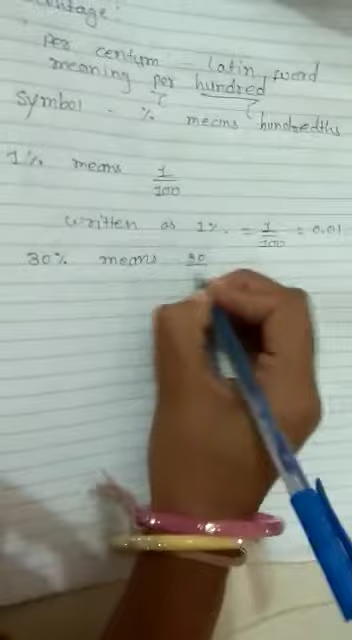 Per centum - Latin word
meaning per hundred
Symbol - % means hundredths
1% means 1/100
written as 1% = 1/100 = 0.01
30% means 30